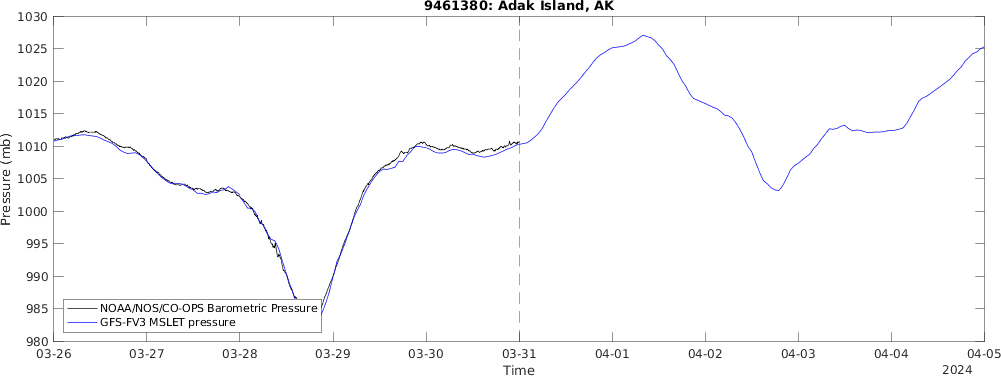 9461380: Adak Island, AK
1030
1025
1020
1015
1010
1005
1000
995
990
985
980
Pressure (mb)
NOAA/NOS/CO-OPS Barometric Pressure
GFS-FV3 MSLET pressure
03-26 03-27 03-28 03-29 03-30 03-31 04-01 04-02 04-03 04-04 04-05
Time
2024